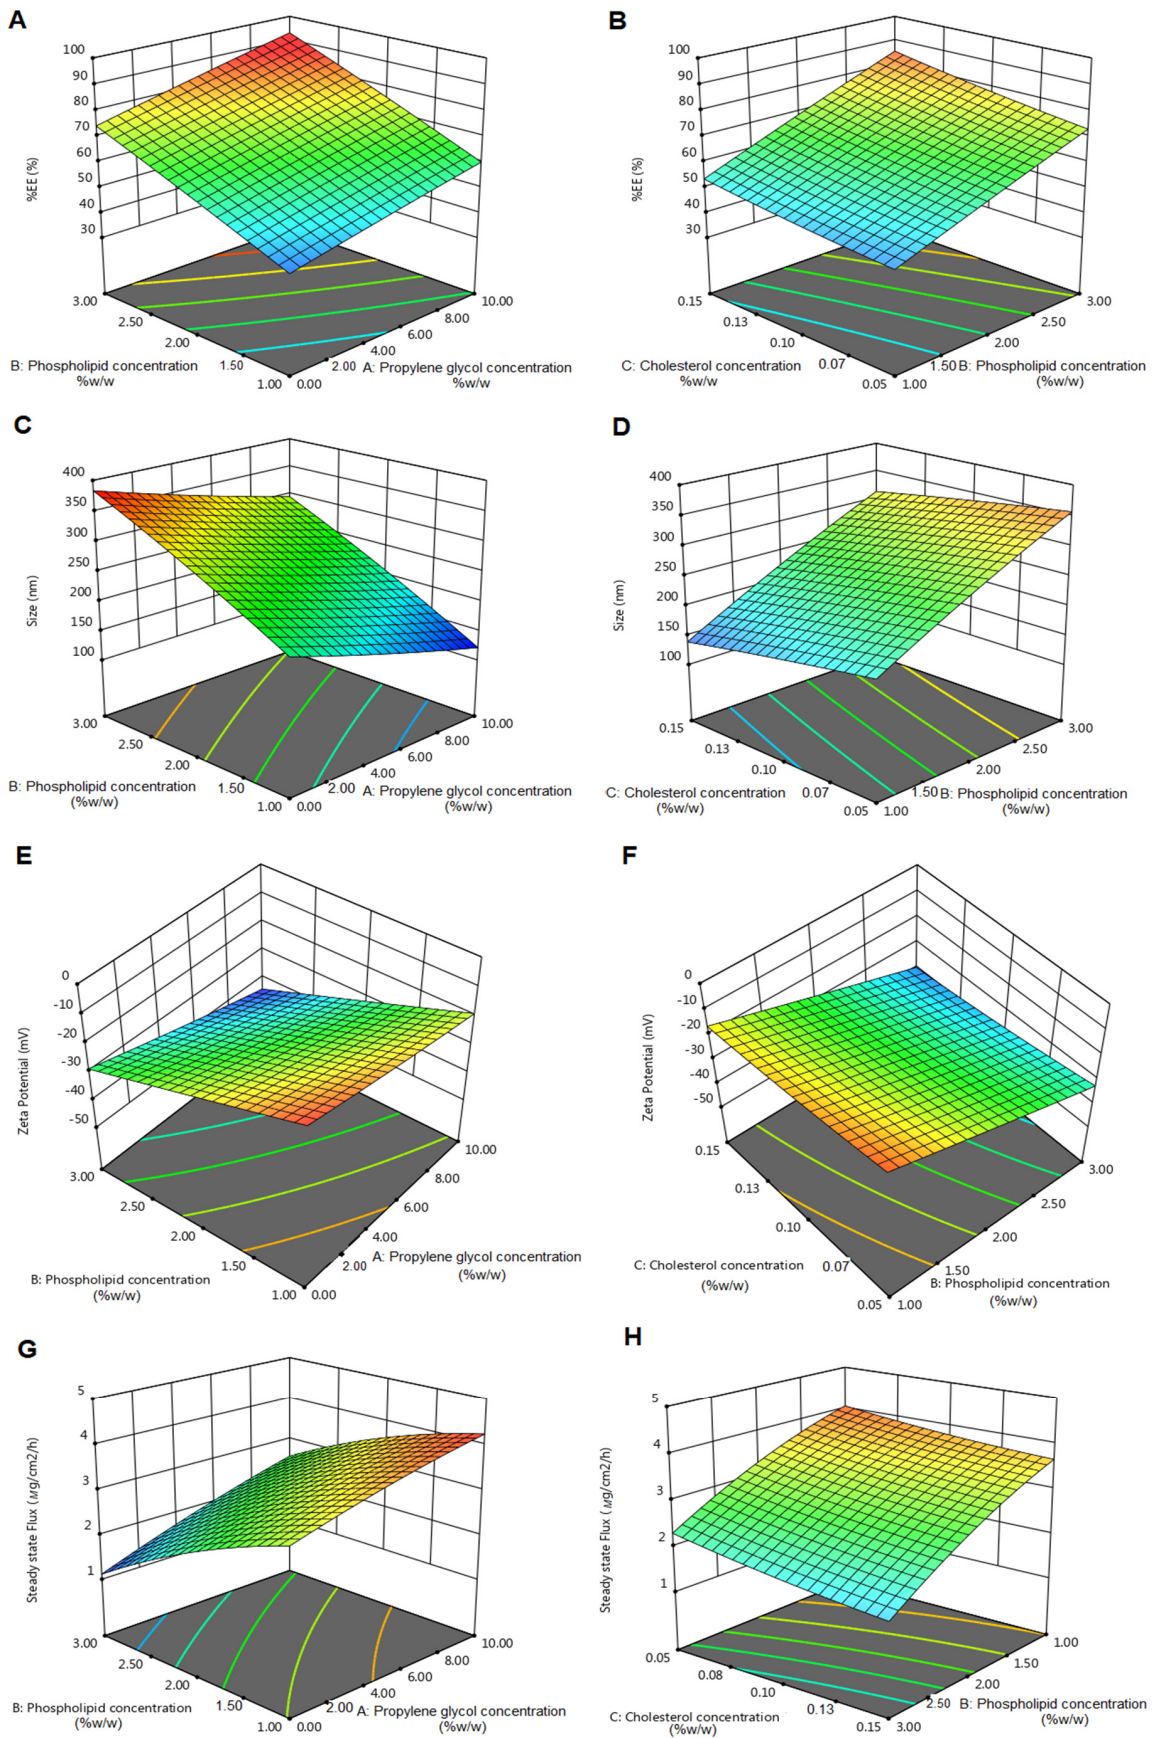 A
100
90
80
70
60
50
40
30
%EE (%)
3.00
2.50
2.00
1.50
1.00
0.00
2.00
4.00
6.00
8.00
10.00
B: Phospholipid concentration
%w/w
A: Propylene glycol concentration
%w/w
B
100
90
80
70
60
50
40
30
%EE (%)
0.15
0.13
0.10
0.07
0.05
1.00
1.50
2.00
2.50
3.00
C: Cholesterol concentration
%w/w
B: Phospholipid concentration
(%w/w)
C
400
350
300
250
200
150
100
Size (nm)
3.00
2.50
2.00
1.50
1.00
0.00
2.00
4.00
6.00
8.00
10.00
B: Phospholipid concentration
(%w/w)
A: Propylene glycol concentration
(%w/w)
D
400
350
300
250
200
150
100
Size (nm)
0.15
0.13
0.10
0.07
0.05
1.00
1.50
2.00
2.50
3.00
C: Cholesterol concentration
(%w/w)
B: Phospholipid concentration
(%w/w)
E
0
-10
-20
-30
-40
-50
Zeta Potential (mV)
3.00
2.50
2.00
1.50
1.00
0.00
2.00
4.00
6.00
8.00
10.00
B: Phospholipid concentration
(%w/w)
A: Propylene glycol concentration
(%w/w)
F
0
-10
-20
-30
-40
-50
Zeta Potential (mV)
0.15
0.13
0.10
0.07
0.05
1.00
1.50
2.00
2.50
3.00
C: Cholesterol concentration
(%w/w)
B: Phospholipid concentration
(%w/w)
G
5
4
3
2
1
Steady state Flux (мg/cm2/h)
3.00
2.50
2.00
1.50
1.00
0.00
2.00
4.00
6.00
8.00
10.00
B: Phospholipid concentration
(%w/w)
A: Propylene glycol concentration
(%w/w)
H
5
4
3
2
1
Steady state Flux (мg/cm2/h)
0.05
0.08
0.10
0.13
0.15
3.00
2.50
2.00
1.50
1.00
C: Cholesterol concentration
(%w/w)
B: Phospholipid concentration
(%w/w)